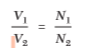 V₁/V₂ = N₁/N₂